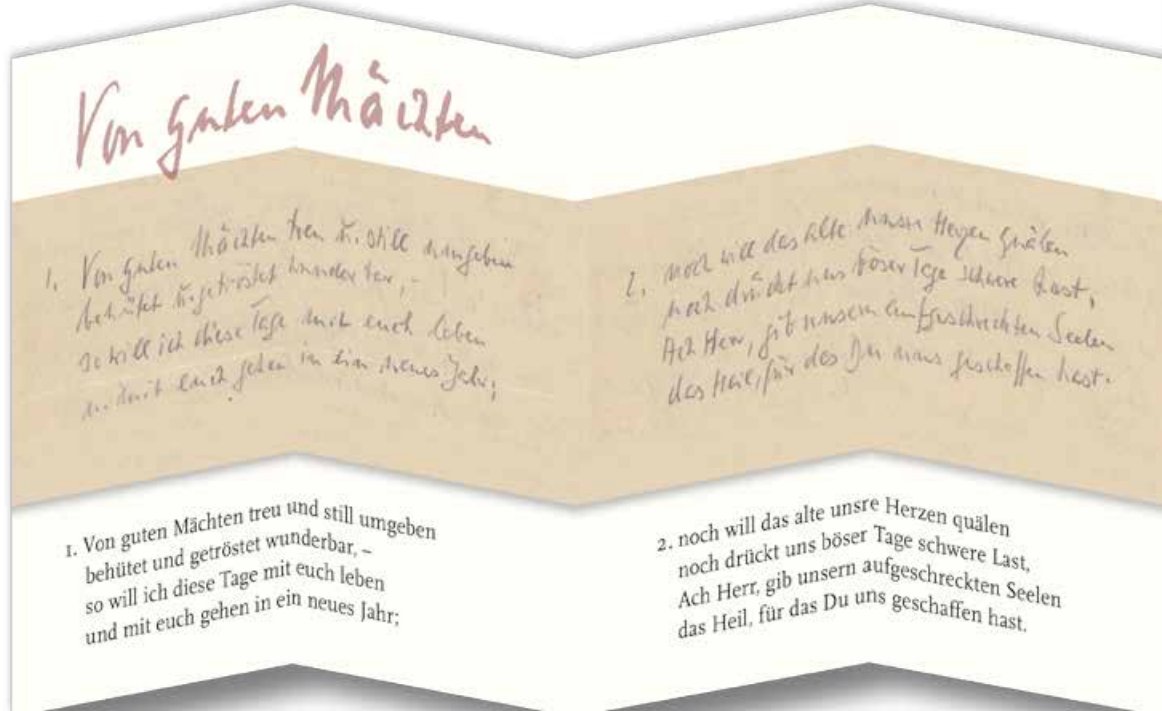 Von guten Mächten
1. Von guten Mächten treu u. still umgeben
behütet u. getröstet wunderbar, –
so will ich diese Tage mit euch leben
u. mit euch gehen in ein neues Jahr;
2. noch will das alte unsre Herzen quälen
noch drückt uns böser Tage schwere Last,
Ach Herr, gib unsern aufgeschreckten Seelen
das Heil, für das Du uns geschaffen hast.
1. Von guten Mächten treu und still umgeben
behütet und getröstet wunderbar, –
so will ich diese Tage mit euch leben
und mit euch gehen in ein neues Jahr;
2. noch will das alte unsre Herzen quälen
noch drückt uns böser Tage schwere Last,
Ach Herr, gib unsern aufgeschreckten Seelen
das Heil, für das Du uns geschaffen hast.